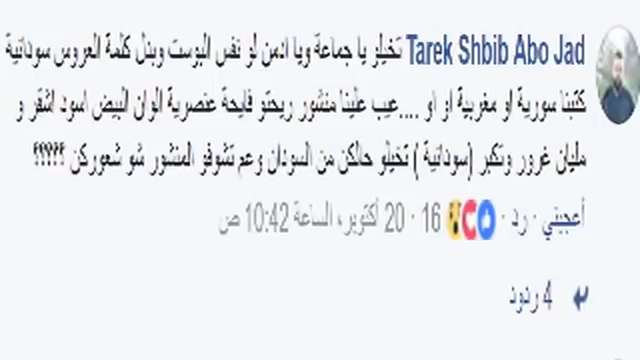 Tarek Shbib Abo Jad تخيلو يا جماعة ويا ادمن لو نفس البوست وبدل كلمة العروس سودانية
كتبنا سورية او مغربية او او ....عيب علينا منشور ريحتو فايحة عنصرية الوان البيض اسود اشقر و
مليان غرور وتكبر (سودانية ) تخيلو حالكن من السودان وعم تشوفو المنشور شو شعوركن ؟؟؟؟؟
أعجبني · رد · 16 · 20 أكتوبر، الساعة 10:42 ص
4 ردود